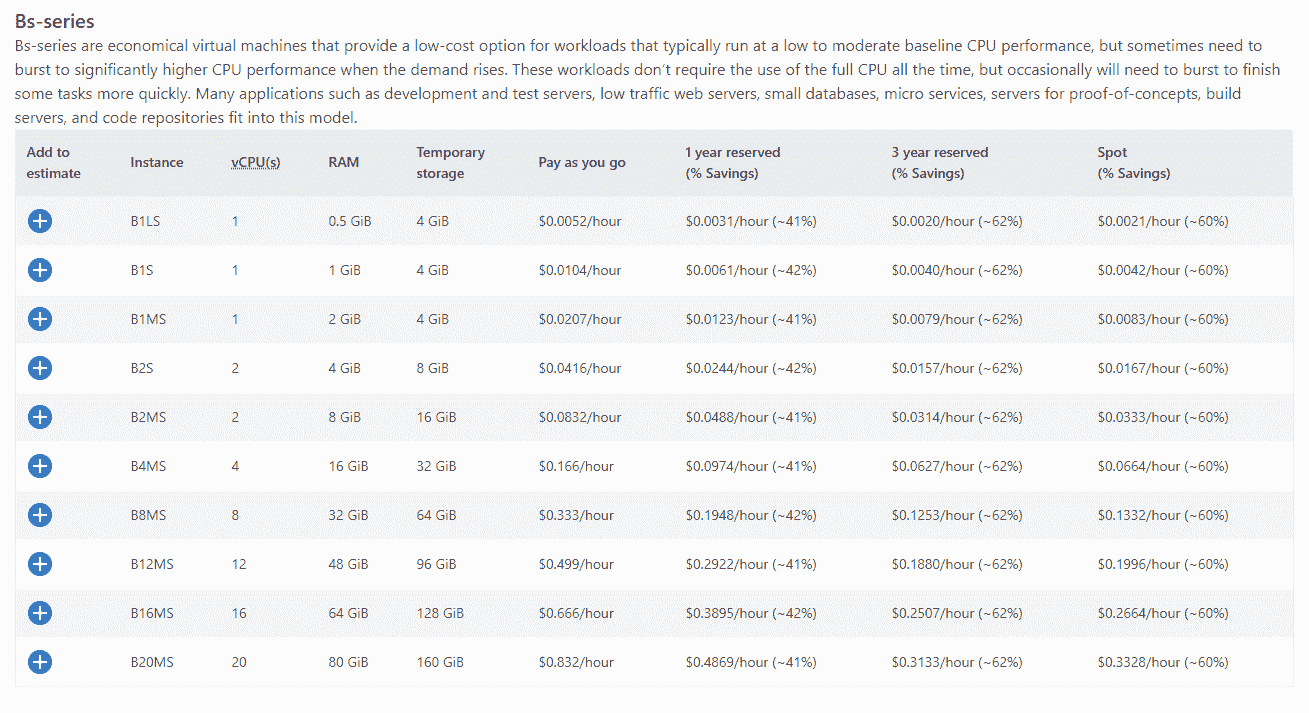 Bs-series
Bs-series are economical virtual machines that provide a low-cost option for workloads that typically run at a low to moderate baseline CPU performance, but sometimes need to
burst to significantly higher CPU performance when the demand rises. These workloads don't require the use of the full CPU all the time, but occasionally will need to burst to finish
some tasks more quickly. Many applications such as development and test servers, low traffic web servers, small databases, micro services, servers for proof-of-concepts, build
servers, and code repositories fit into this model.
Add to estimate Instance vCPU(s) RAM Temporary storage Pay as you go 1 year reserved (% Savings) 3 year reserved (% Savings) Spot (% Savings)
B1LS 1 0.5 GiB 4 GiB $0.0052/hour $0.0031/hour (~41%) $0.0020/hour (~62%) $0.0021/hour (~60%)
B1S 1 1 GiB 4 GiB $0.0104/hour $0.0061/hour (~42%) $0.0040/hour (~62%) $0.0042/hour (~60%)
B1MS 1 2 GiB 4 GiB $0.0207/hour $0.0123/hour (~41%) $0.0079/hour (~62%) $0.0083/hour (~60%)
B2S 2 4 GiB 8 GiB $0.0416/hour $0.0244/hour (~42%) $0.0157/hour (~62%) $0.0167/hour (~60%)
B2MS 2 8 GiB 16 GiB $0.0832/hour $0.0488/hour (~41%) $0.0314/hour (~62%) $0.0333/hour (~60%)
B4MS 4 16 GiB 32 GiB $0.166/hour $0.0974/hour (~41%) $0.0627/hour (~62%) $0.0664/hour (~60%)
B8MS 8 32 GiB 64 GiB $0.333/hour $0.1948/hour (~42%) $0.1253/hour (~62%) $0.1332/hour (~60%)
B12MS 12 48 GiB 96 GiB $0.499/hour $0.2922/hour (~41%) $0.1880/hour (~62%) $0.1996/hour (~60%)
B16MS 16 64 GiB 128 GiB $0.666/hour $0.3895/hour (~42%) $0.2507/hour (~62%) $0.2664/hour (~60%)
B20MS 20 80 GiB 160 GiB $0.832/hour $0.4869/hour (~41%) $0.3133/hour (~62%) $0.3328/hour (~60%)